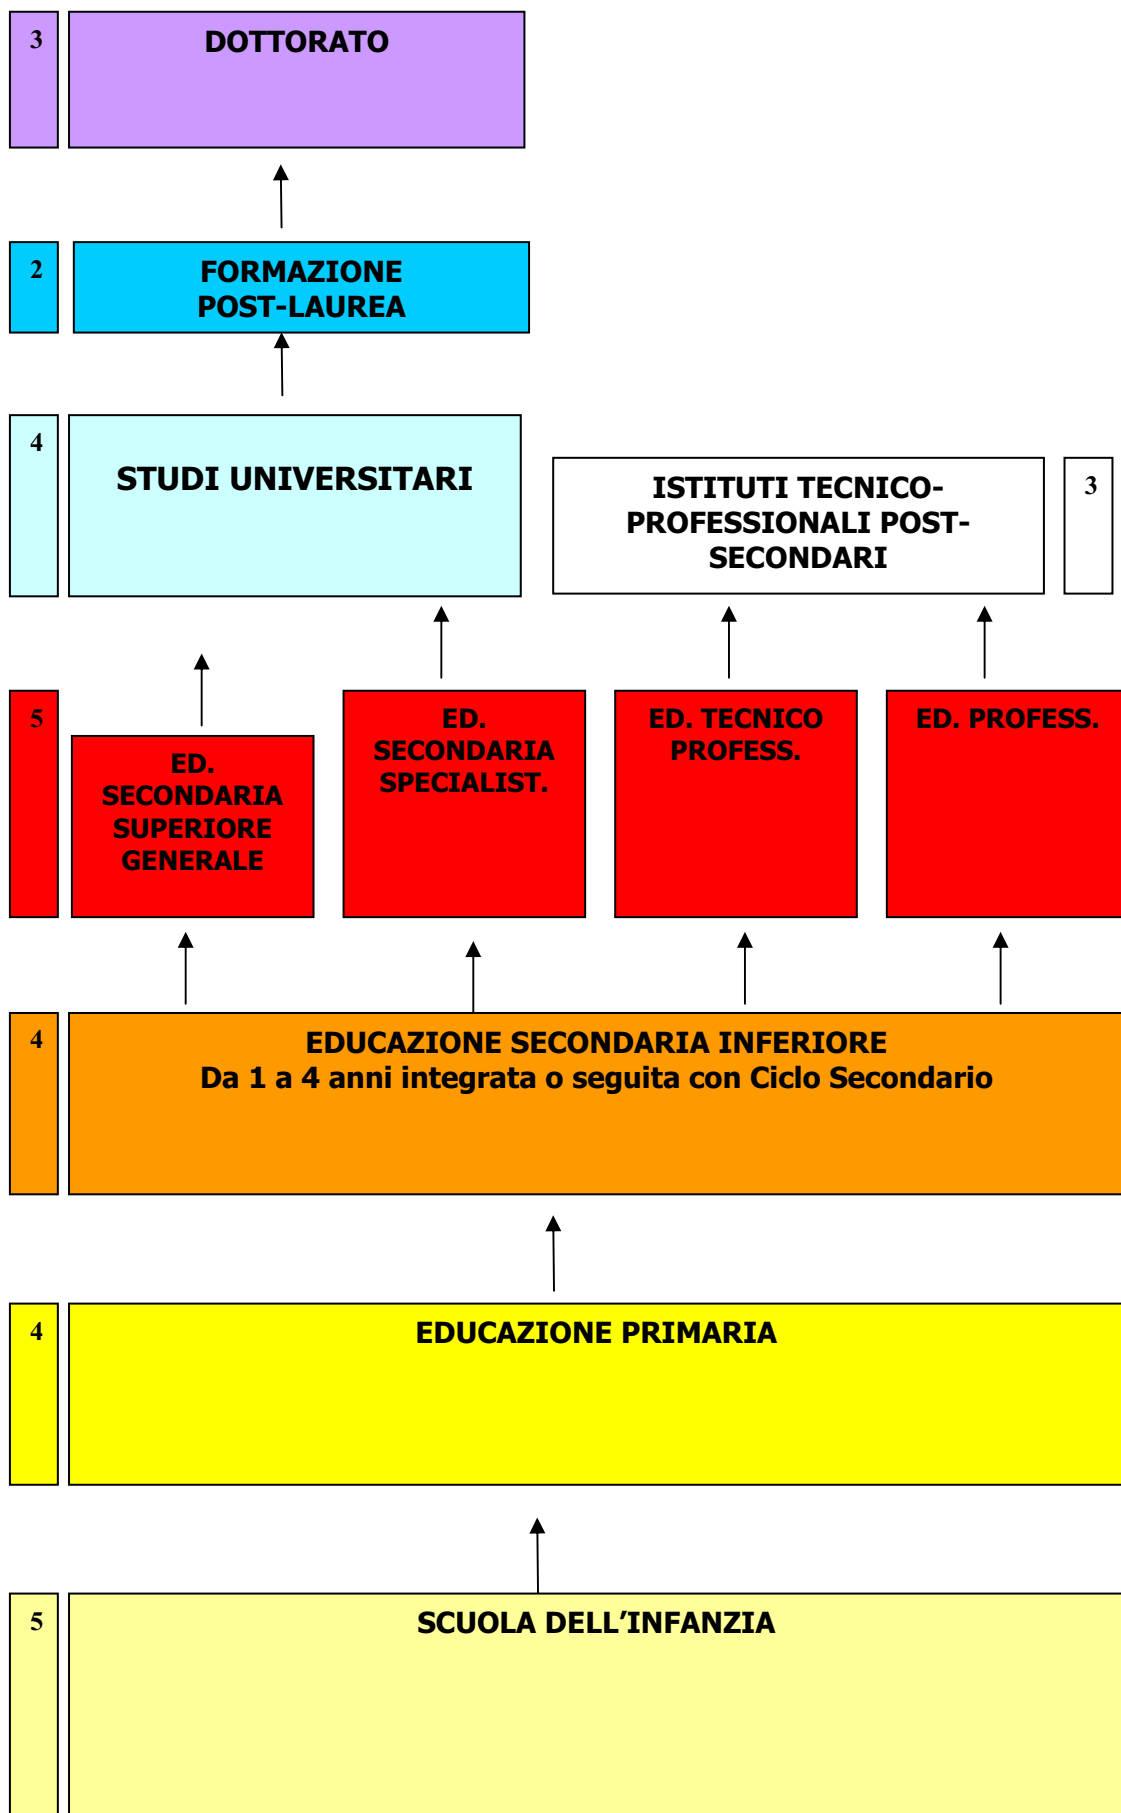 3
DOTTORATO
2
FORMAZIONE
POST-LAUREA
4
STUDI UNIVERSITARI
ISTITUTI TECNICO-
PROFESSIONALI POST-
SECONDARI
3
5
ED.
SECONDARIA
SUPERIORE
GENERALE
ED.
SECONDARIA
SPECIALIST.
ED. TECNICO
PROFESS.
ED. PROFESS.
4
EDUCAZIONE SECONDARIA INFERIORE
Da 1 a 4 anni integrata o seguita con Ciclo Secondario
4
EDUCAZIONE PRIMARIA
5
SCUOLA DELL’INFANZIA